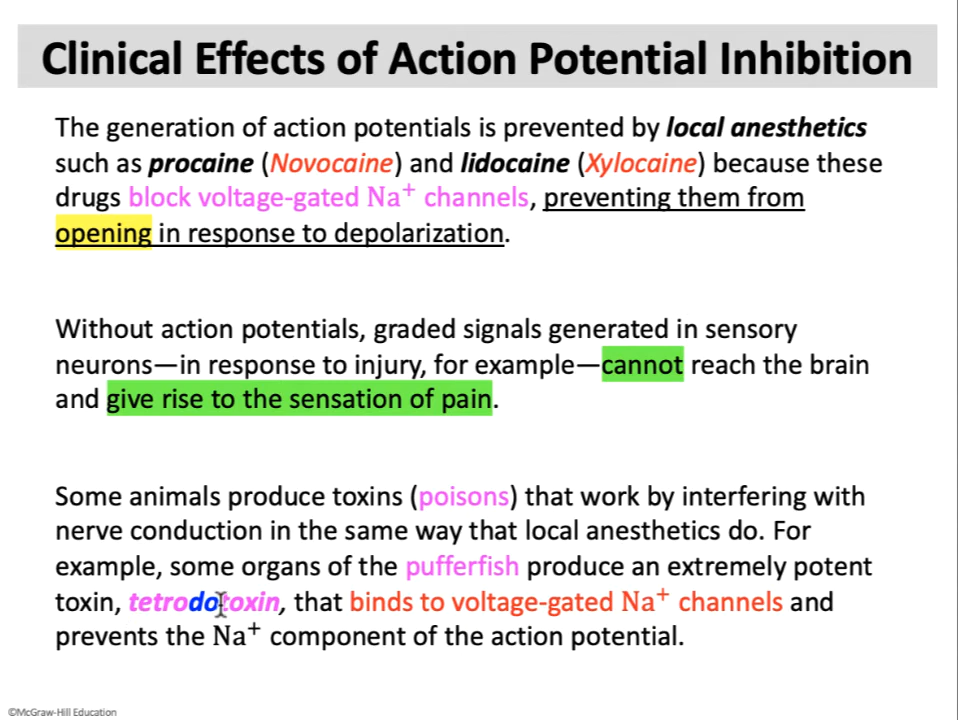 Clinical Effects of Action Potential Inhibition
The generation of action potentials is prevented by local anesthetics
such as procaine (Novocaine) and lidocaine (Xylocaine) because these
drugs block voltage-gated Na⁺ channels, preventing them from
opening in response to depolarization.
Without action potentials, graded signals generated in sensory
neurons—in response to injury, for example—cannot reach the brain
and give rise to the sensation of pain.
Some animals produce toxins (poisons) that work by interfering with
nerve conduction in the same way that local anesthetics do. For
example, some organs of the pufferfish produce an extremely potent
toxin, tetrodotoxin, that binds to voltage-gated Na⁺ channels and
prevents the Na⁺ component of the action potential.
©McGraw-Hill Education